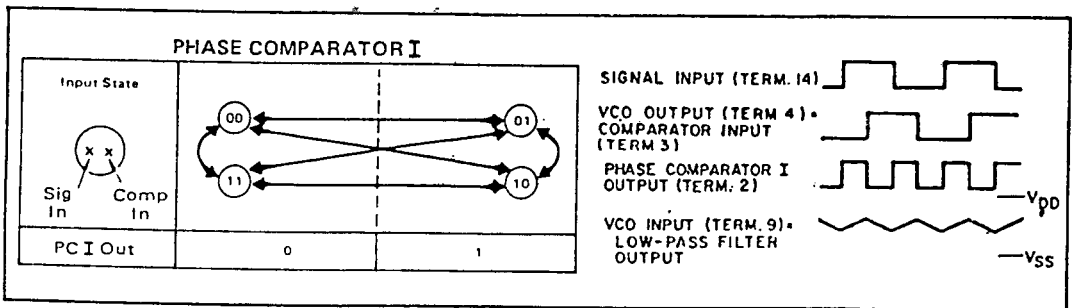 PHASE COMPARATOR I
Input State
x x
Sig In
Comp In
00
01
11
10
PC I Out
0
1
SIGNAL INPUT (TERM. 14)
VCO OUTPUT (TERM 4)=
COMPARATOR INPUT
(TERM 3)
PHASE COMPARATOR I
OUTPUT (TERM. 2)
VDD
VCO INPUT (TERM. 9)=
LOW-PASS FILTER
OUTPUT
VSS